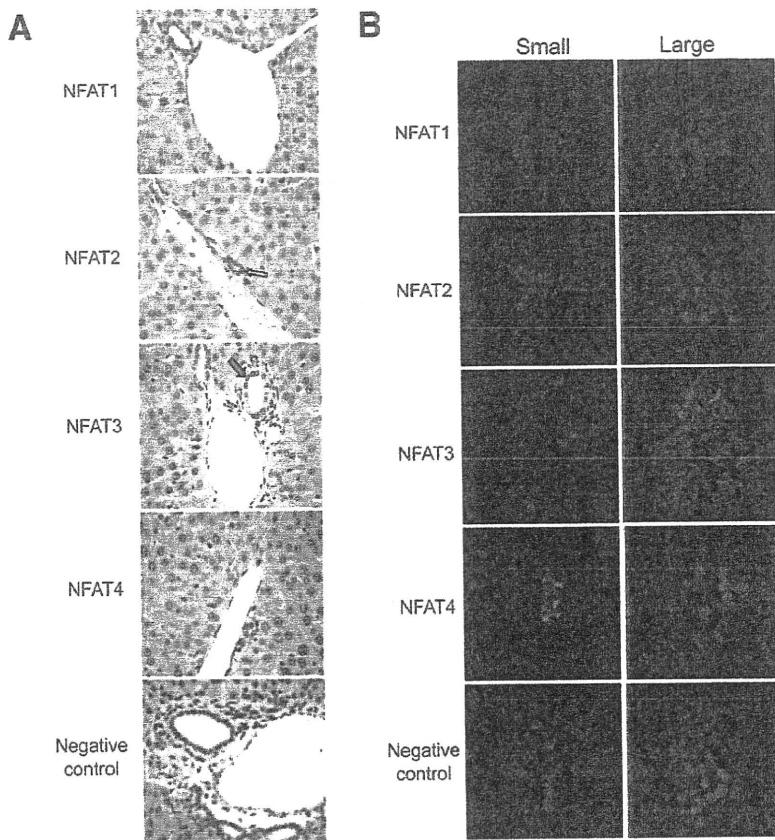 A
B
Small
Large
NFAT1
NFAT2
NFAT3
NFAT4
Negative
control
NFAT1
NFAT2
NFAT3
NFAT4
Negative
control